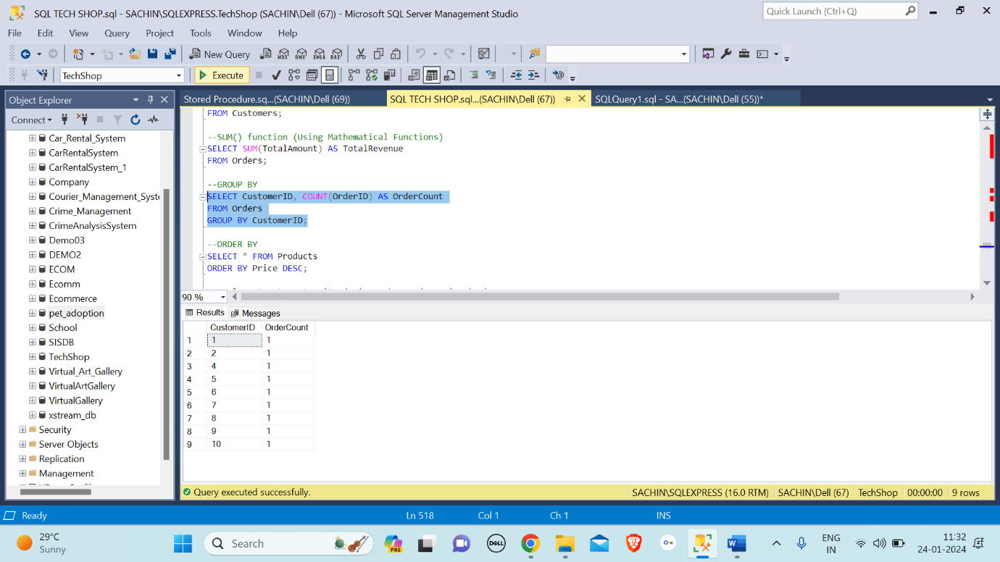 SQL TECH SHOP.sql - SACHIN\SQLEXPRESS.TechShop (SACHIN\Dell (67)) - Microsoft SQL Server Management Studio
Quick Launch (Ctrl+Q)
File Edit View Query Project Tools Window Help
New Query
MDX DMX XMLA DAX
TechShop
Execute
Object Explorer
Connect
Car_Rental_System
CarRentalSystem
CarRentalSystem_1
Company
Courier_Management_Syste
Crime_Management
CrimeAnalysisSystem
Demo03
DEMO2
ECOM
Ecomm
Ecommerce
pet_adoption
School
SISDB
TechShop
Virtual_Art_Gallery
VirtualArtGallery
VirtualGallery
xstream_db
Security
Server Objects
Replication
Management
Stored Procedure.sq...(SACHIN\Dell (69))
SQL TECH SHOP.sql...(SACHIN\Dell (67))
SQLQuery1.sql - SA...(SACHIN\Dell (55))*
FROM Customers;
--SUM() function (Using Mathematical Functions)
SELECT SUM(TotalAmount) AS TotalRevenue
FROM Orders;
--GROUP BY
SELECT CustomerID, COUNT(OrderID) AS OrderCount
FROM Orders
GROUP BY CustomerID;
--ORDER BY
SELECT * FROM Products
ORDER BY Price DESC;
90 %
Results Messages
CustomerID OrderCount
1 1 1
2 2 1
3 4 1
4 5 1
5 6 1
6 7 1
7 8 1
8 9 1
9 10 1
Query executed successfully.
SACHIN\SQLEXPRESS (16.0 RTM) SACHIN\Dell (67) TechShop 00:00:00 9 rows
Ready
Ln 518 Col 1 Ch 1 INS
29°C
Sunny
Search
PRE
DELL
ENG
IN
11:32
24-01-2024